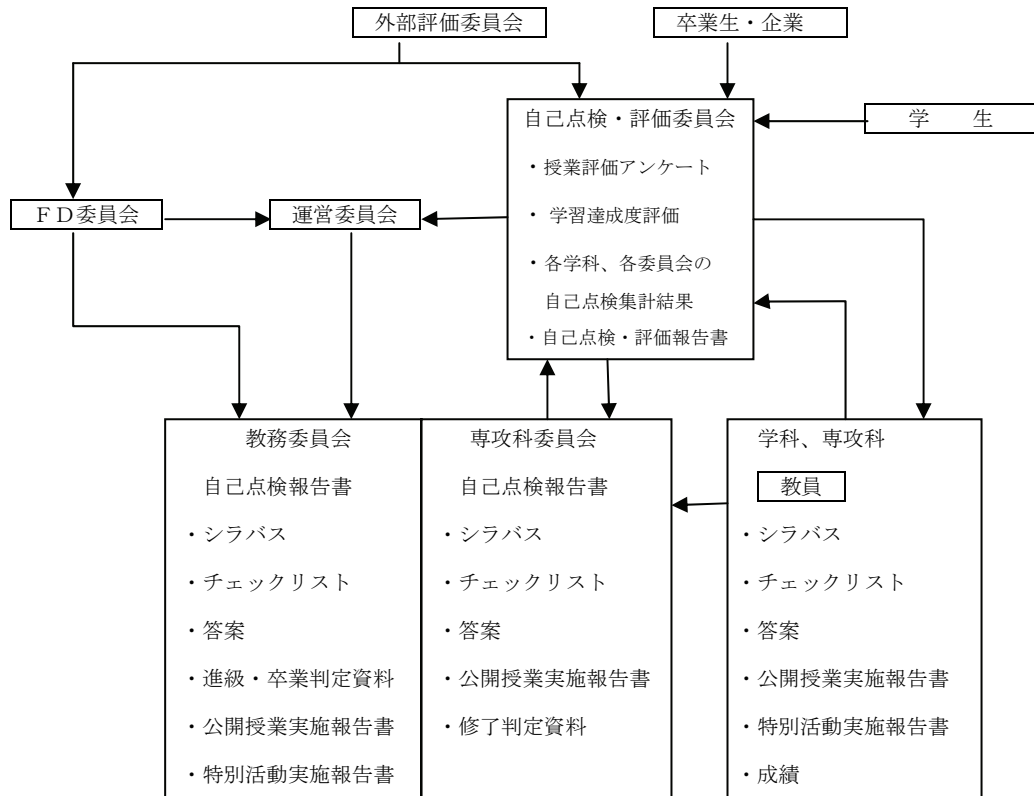 外部評価委員会
卒業生・企業
自己点検・評価委員会
・授業評価アンケート
・学習達成度評価
・各学科、各委員会の
自己点検集計結果
・自己点検・評価報告書
学　　生
ＦＤ委員会
運営委員会
教務委員会
自己点検報告書
・シラバス
・チェックリスト
・答案
・進級・卒業判定資料
・公開授業実施報告書
・特別活動実施報告書
専攻科委員会
自己点検報告書
・シラバス
・チェックリスト
・答案
・公開授業実施報告書
・修了判定資料
学科、専攻科
教員
・シラバス
・チェックリスト
・答案
・公開授業実施報告書
・特別活動実施報告書
・成績